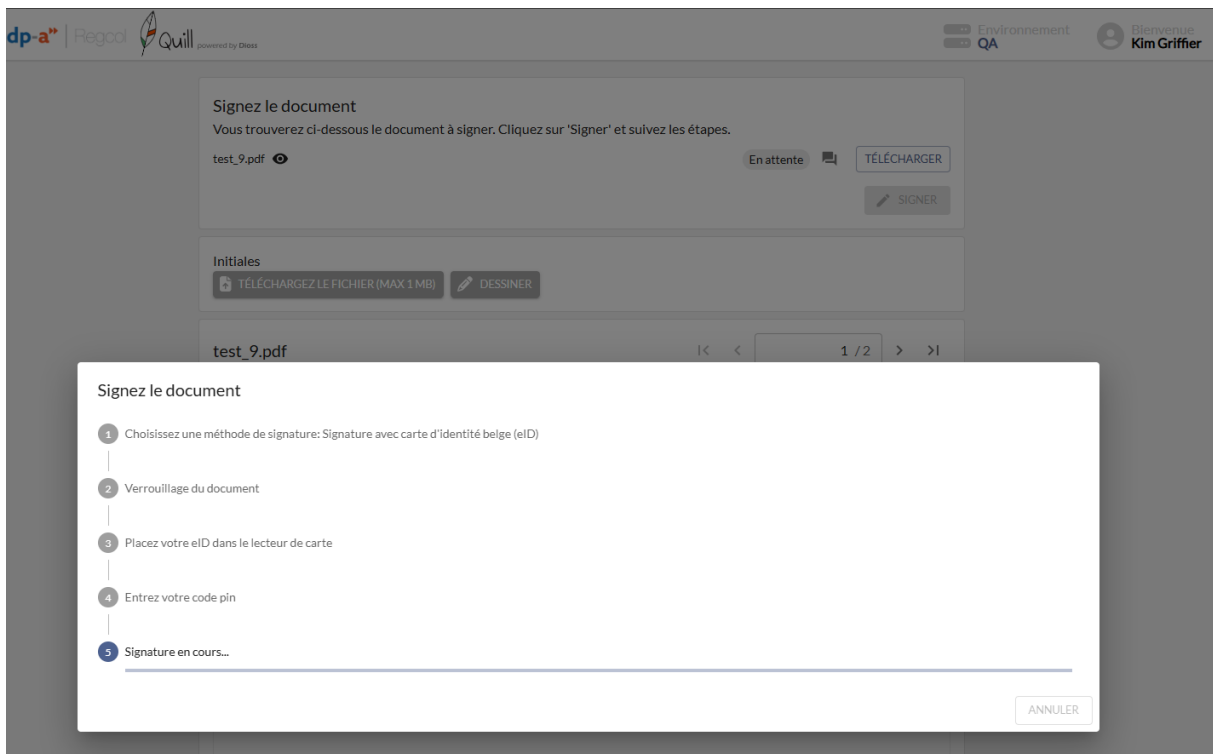 dp-a | Regcol Quill powered by Dioss
Environnement
QA
Bienvenue
Kim Griffier
Signez le document
Vous trouverez ci-dessous le document à signer. Cliquez sur 'Signer' et suivez les étapes.
test_9.pdf En attente TÉLÉCHARGER
SIGNER
Initiales
TÉLÉCHARGEZ LE FICHIER (MAX 1 MB) DESSINER
test_9.pdf 1 / 2
Signez le document
1 Choisissez une méthode de signature: Signature avec carte d'identité belge (eID)
2 Verrouillage du document
3 Placez votre eID dans le lecteur de carte
4 Entrez votre code pin
5 Signature en cours...
ANNULER